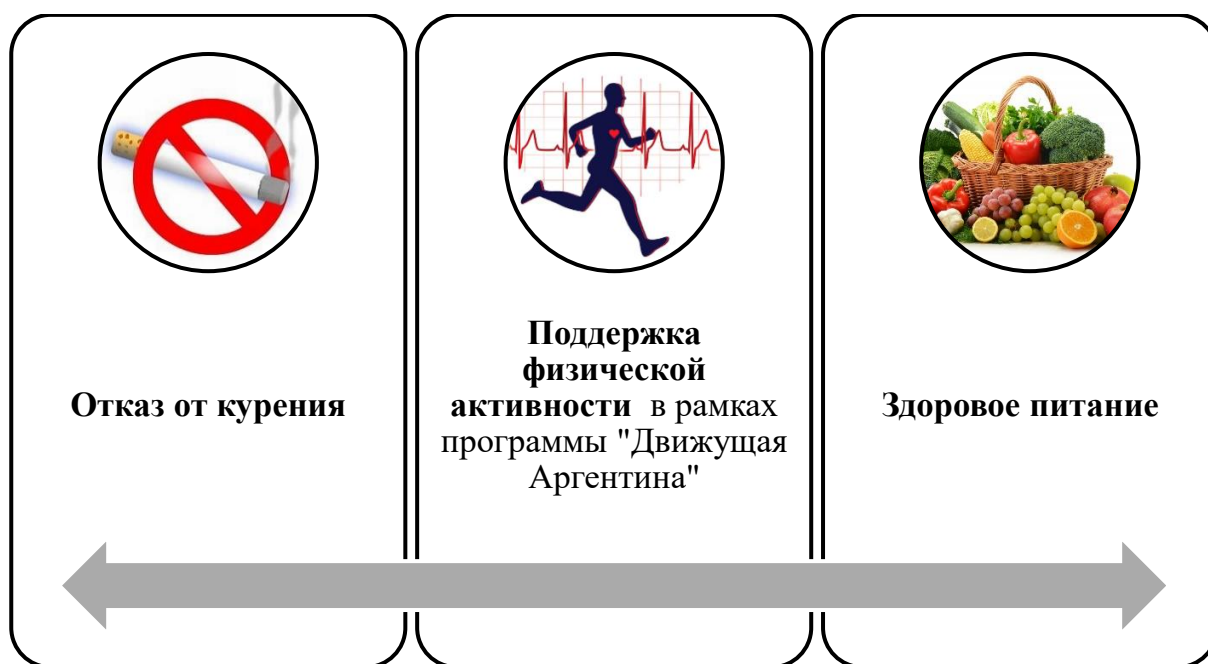 Отказ от курения
Поддержка
физической
активности в рамках
программы "Движущая
Аргентина"
Здоровое питание